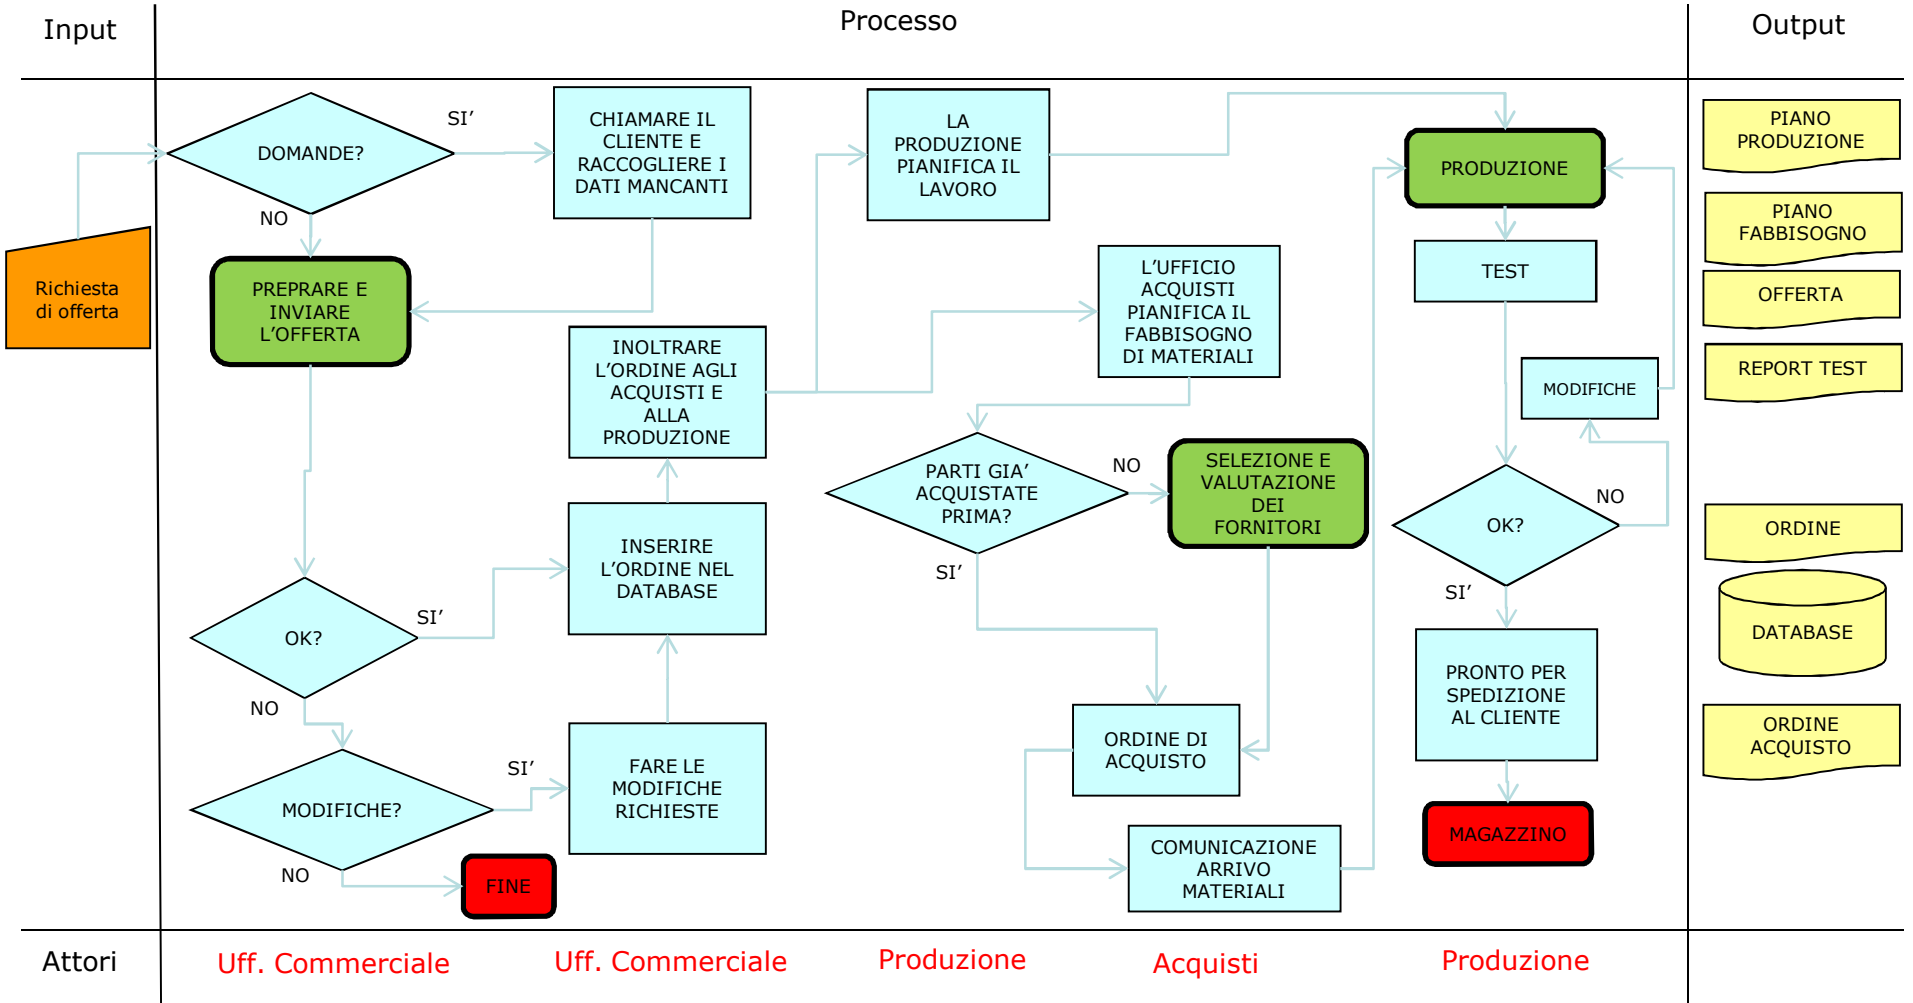 Input
Processo
Output
DOMANDE?
SI’
NO
CHIAMARE IL
CLIENTE E
RACCOGLIERE I
DATI MANCANTI
LA
PRODUZIONE
PIANIFICA IL
LAVORO
PRODUZIONE
PIANO
PRODUZIONE
Richiesta
di offerta
PREPRARE E
INVIARE
L’OFFERTA
INOLTRARE
L’ORDINE AGLI
ACQUISTI E
ALLA
PRODUZIONE
L’UFFICIO
ACQUISTI
PIANIFICA IL
FABBISOGNO
DI MATERIALI
TEST
PIANO
FABBISOGNO
OFFERTA
REPORT TEST
MODIFICHE
PARTI GIA’
ACQUISTATE
PRIMA?
NO
SI’
SELEZIONE E
VALUTAZIONE
DEI
FORNITORI
OK?
NO
SI’
ORDINE
INSERIRE
L’ORDINE NEL
DATABASE
OK?
SI’
NO
DATABASE
PRONTO PER
SPEDIZIONE
AL CLIENTE
ORDINE DI
ACQUISTO
ORDINE
ACQUISTO
MODIFICHE?
SI’
NO
FARE LE
MODIFICHE
RICHIESTE
FINE
COMUNICAZIONE
ARRIVO
MATERIALI
MAGAZZINO
Attori
Uff. Commerciale
Uff. Commerciale
Produzione
Acquisti
Produzione